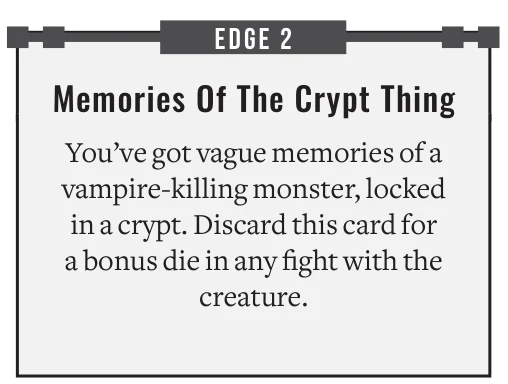 EDGE 2
Memories Of The Crypt Thing
You’ve got vague memories of a
vampire-killing monster, locked
in a crypt. Discard this card for
a bonus die in any fight with the
creature.